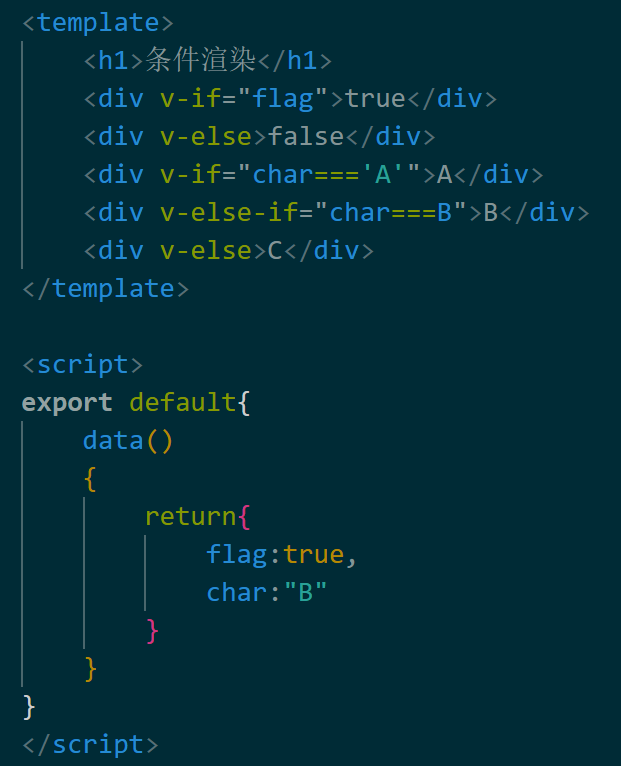 <template>
    <h1>条件渲染</h1>
    <div v-if="flag">true</div>
    <div v-else>false</div>
    <div v-if="char==='A'">A</div>
    <div v-else-if="char===B">B</div>
    <div v-else>C</div>
</template>

<script>
export default{
    data()
    {
        return{
            flag:true,
            char:"B"
        }
    }
}
</script>